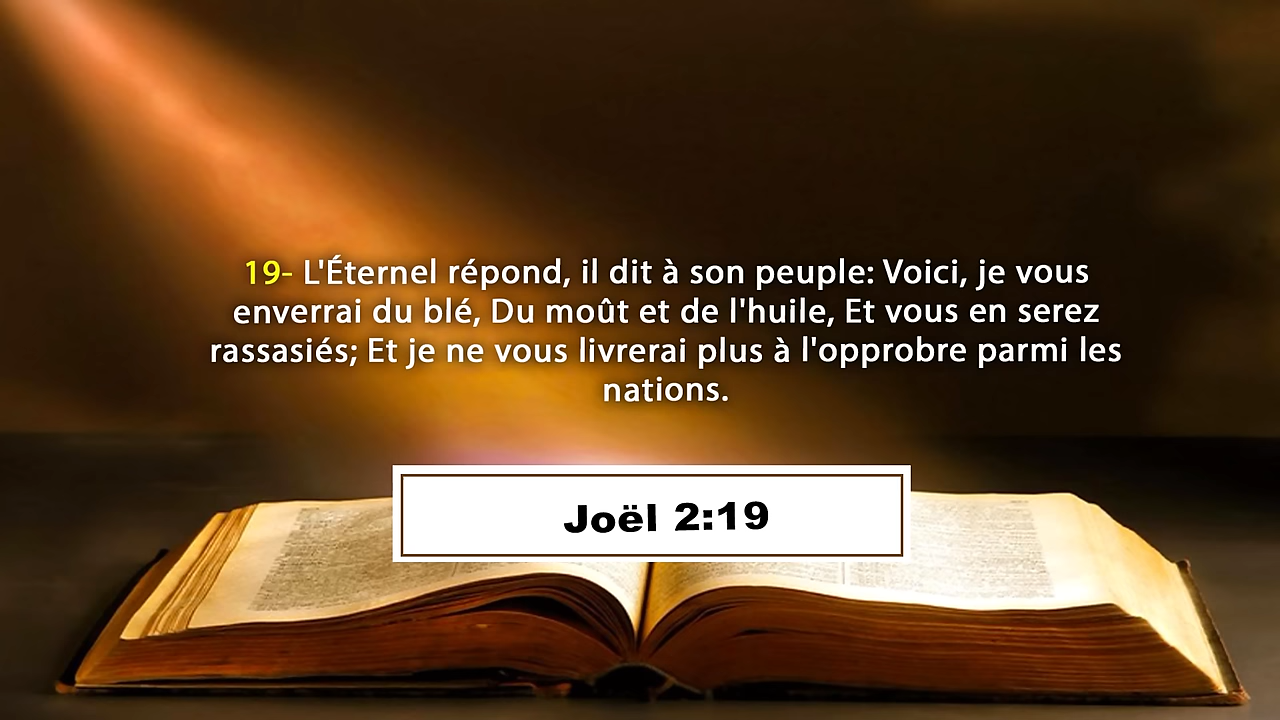 19- L'Éternel répond, il dit à son peuple: Voici, je vous
enverrai du blé, Du moût et de l'huile, Et vous en serez
rassasiés; Et je ne vous livrerai plus à l'opprobre parmi les
nations.
Joël 2:19